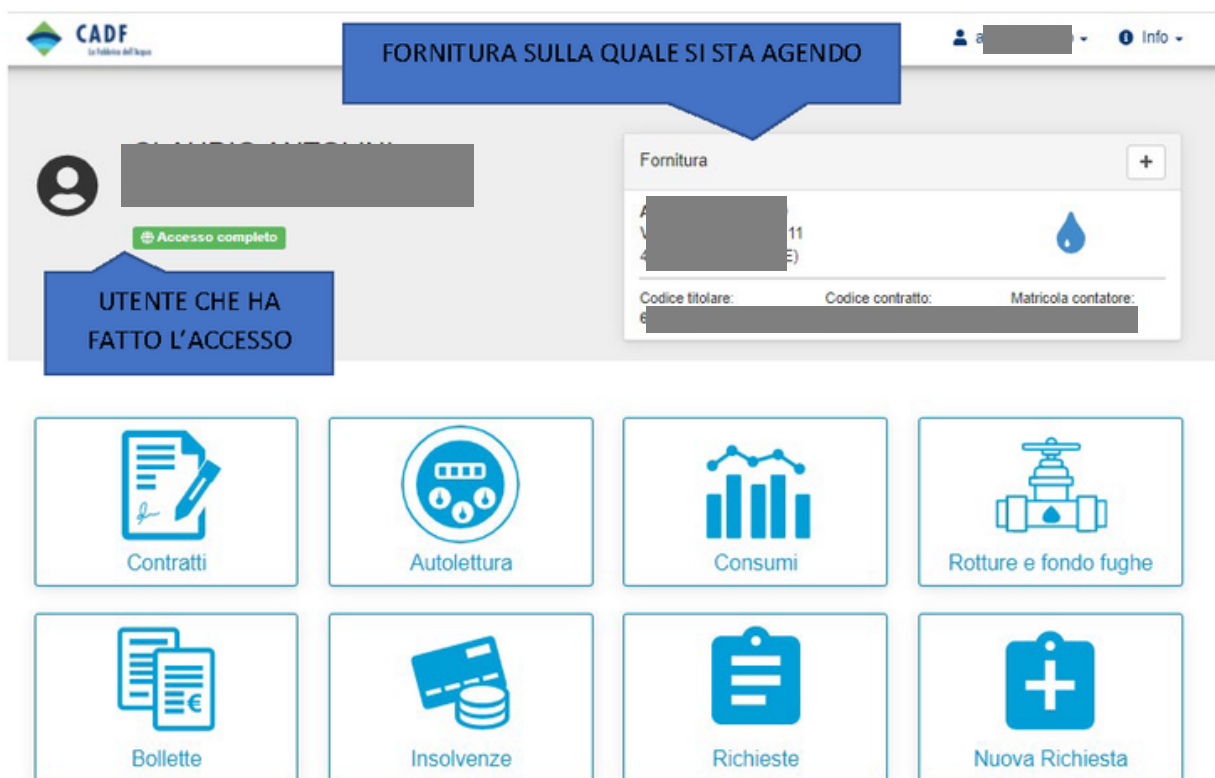 CADF
La Fabbrica dell'Acqua
FORNITURA SULLA QUALE SI STA AGENDO
Info
Fornitura
+
Accesso completo
11
E)
UTENTE CHE HA
FATTO L'ACCESSO
Codice titolare: Codice contratto: Matricola contatore:
Contratti
Autolettura
Consumi
Rotture e fondo fughe
Bollette
Insolvenze
Richieste
Nuova Richiesta